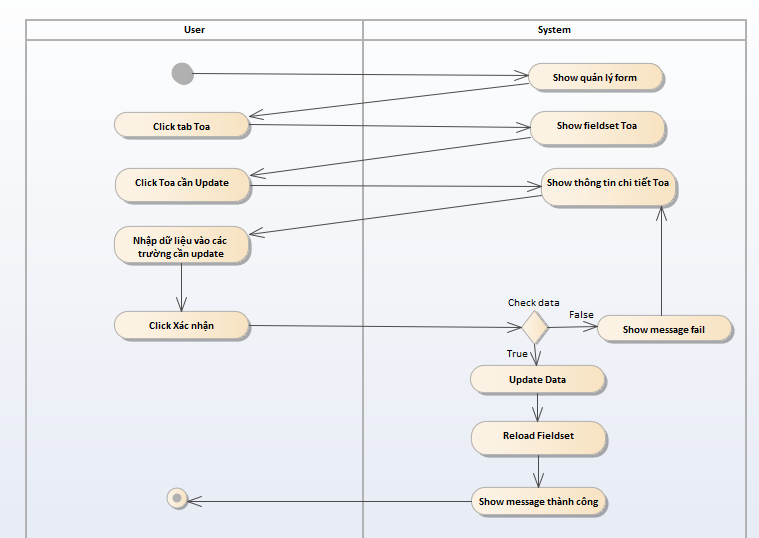 User
System
Show quản lý form
Click tab Toa
Show fieldset Toa
Click Toa cần Update
Show thông tin chi tiết Toa
Nhập dữ liệu vào các
trường cần update
Check data
False
Click Xác nhận
Show message fail
True
Update Data
Reload Fieldset
Show message thành công